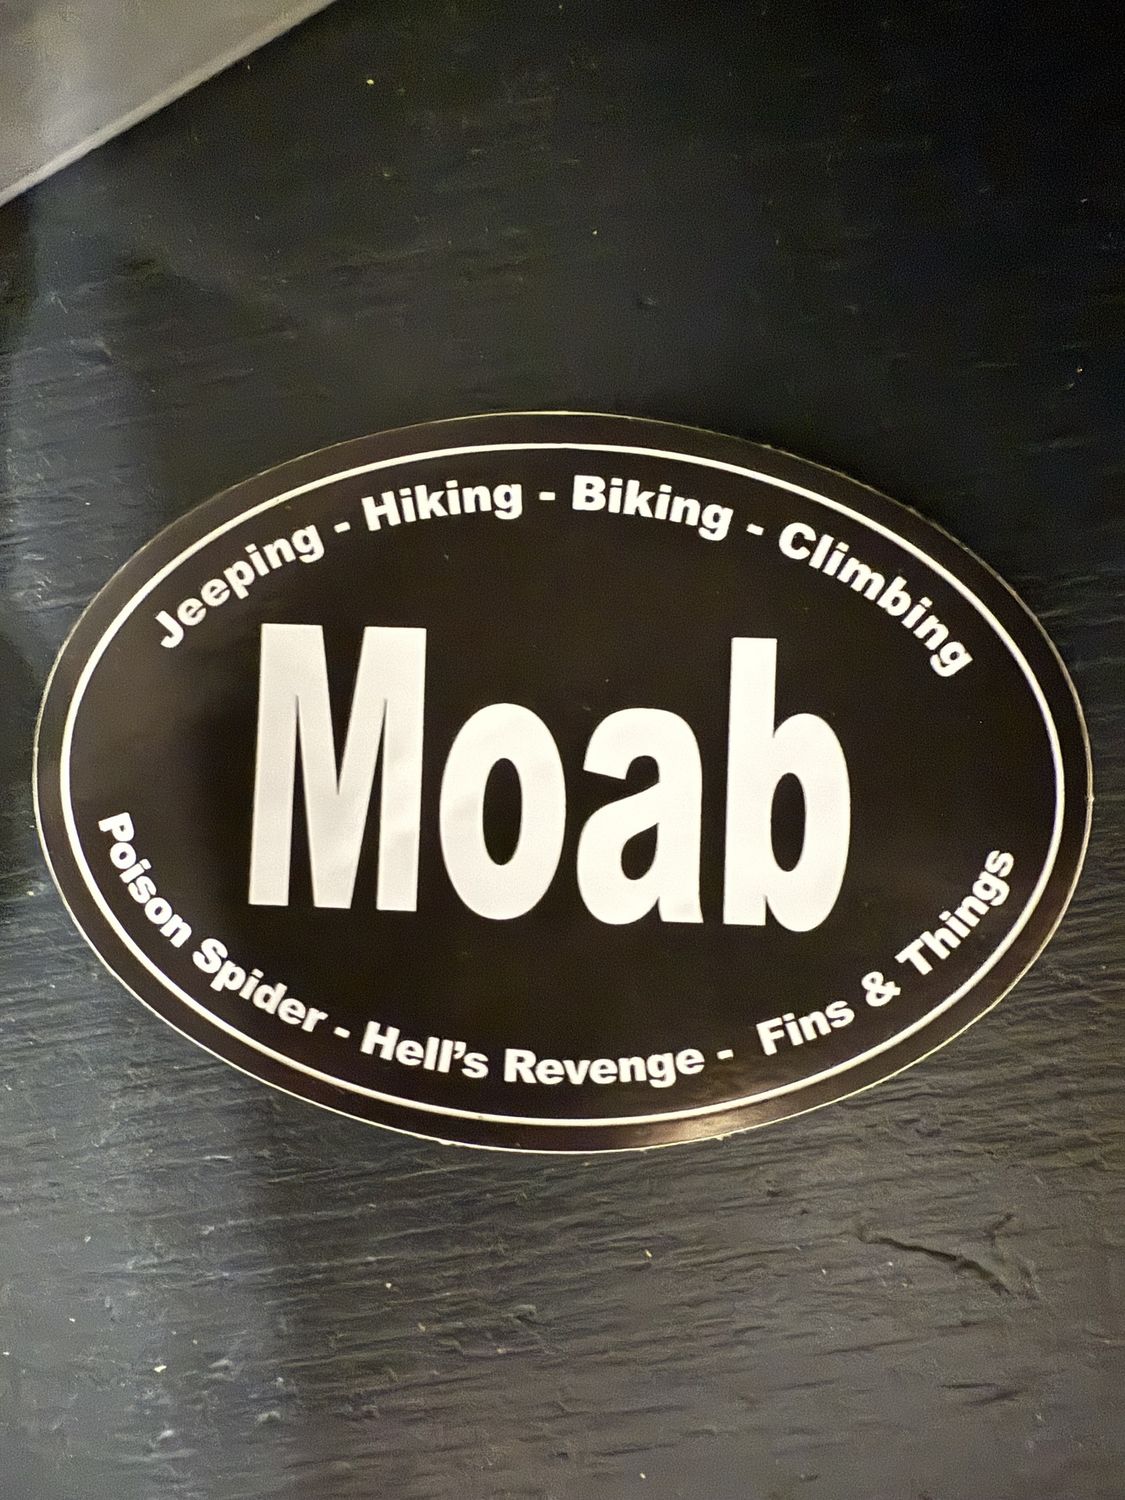 Jeeping - Hiking - Biking - Climbing
Moab
Poison Spider - Hell's Revenge - Fins & Things